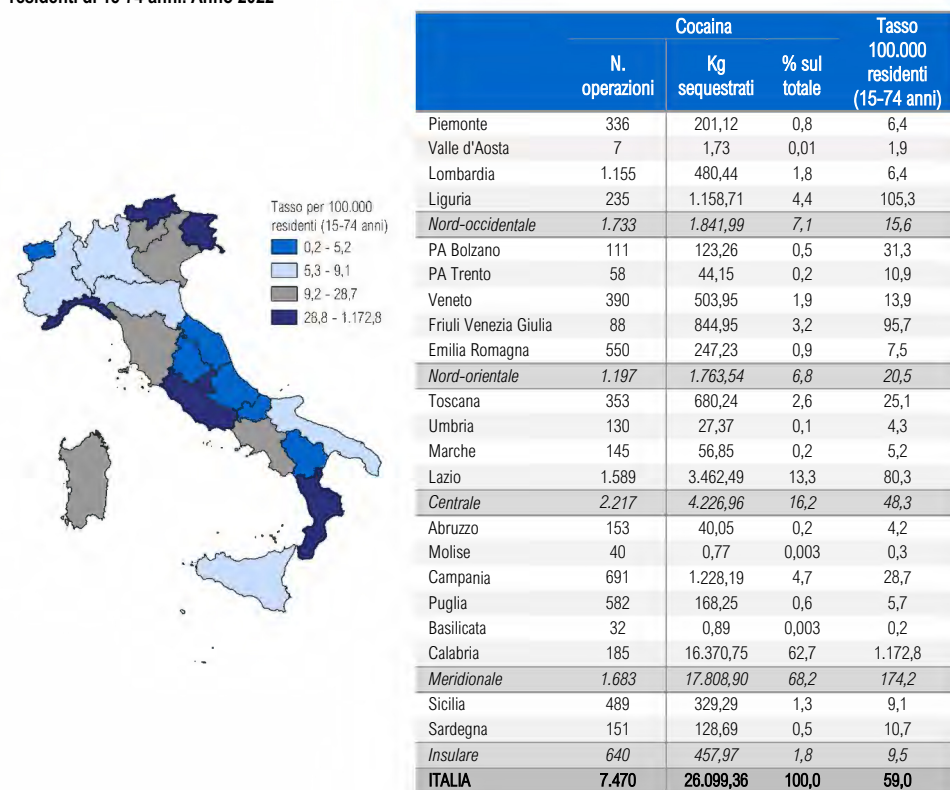 residenti di 15-74 anni. Anno 2022
Tasso per 100.000
residenti (15-74 anni)
0,2 - 5,2
5,3 - 9,1
9,2 - 28,7
28,8 - 1.172,8
Cocaina Tasso 100.000 residenti (15-74 anni)
N. operazioni Kg sequestrati % sul totale
Piemonte 336 201,12 0,8 6,4
Valle d'Aosta 7 1,73 0,01 1,9
Lombardia 1.155 480,44 1,8 6,4
Liguria 235 1.158,71 4,4 105,3
Nord-occidentale 1.733 1.841,99 7,1 15,6
PA Bolzano 111 123,26 0,5 31,3
PA Trento 58 44,15 0,2 10,9
Veneto 390 503,95 1,9 13,9
Friuli Venezia Giulia 88 844,95 3,2 95,7
Emilia Romagna 550 247,23 0,9 7,5
Nord-orientale 1.197 1.763,54 6,8 20,5
Toscana 353 680,24 2,6 25,1
Umbria 130 27,37 0,1 4,3
Marche 145 56,85 0,2 5,2
Lazio 1.589 3.462,49 13,3 80,3
Centrale 2.217 4.226,96 16,2 48,3
Abruzzo 153 40,05 0,2 4,2
Molise 40 0,77 0,003 0,3
Campania 691 1.228,19 4,7 28,7
Puglia 582 168,25 0,6 5,7
Basilicata 32 0,89 0,003 0,2
Calabria 185 16.370,75 62,7 1.172,8
Meridionale 1.683 17.808,90 68,2 174,2
Sicilia 489 329,29 1,3 9,1
Sardegna 151 128,69 0,5 10,7
Insulare 640 457,97 1,8 9,5
ITALIA 7.470 26.099,36 100,0 59,0